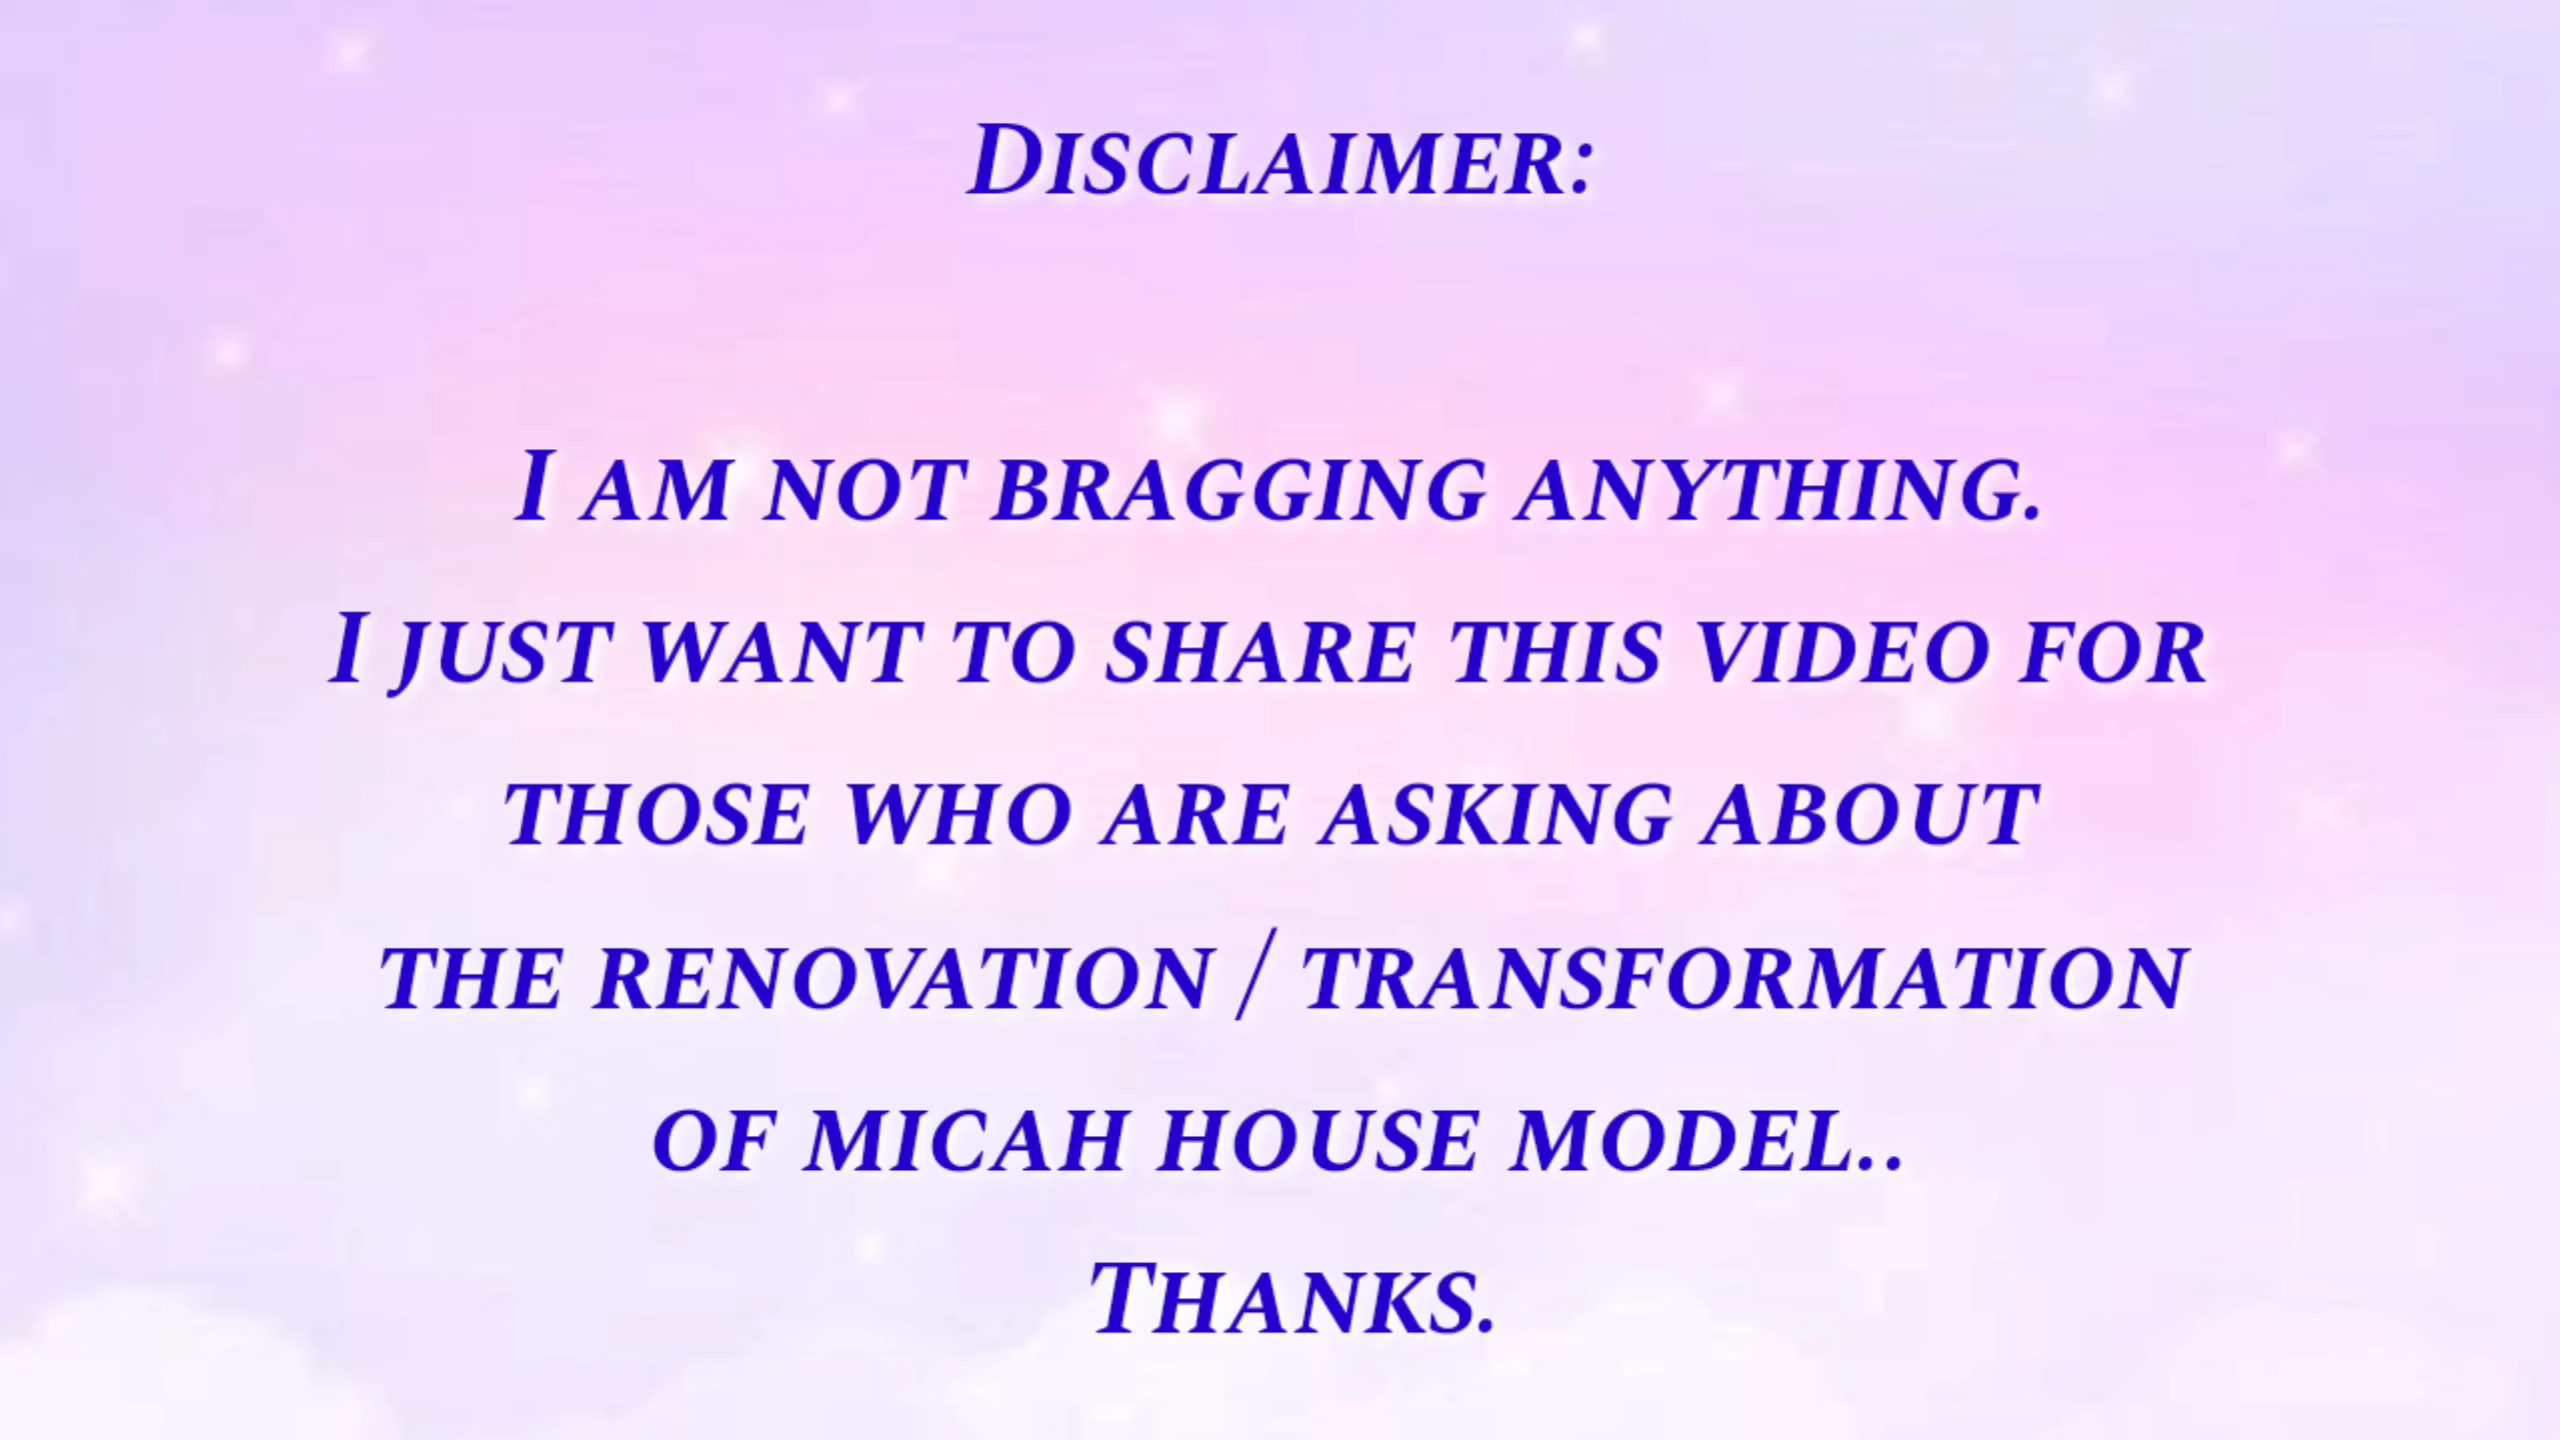 Disclaimer:
I am not bragging anything.
I just want to share this video for
those who are asking about
the renovation / transformation
of micah house model..
Thanks.